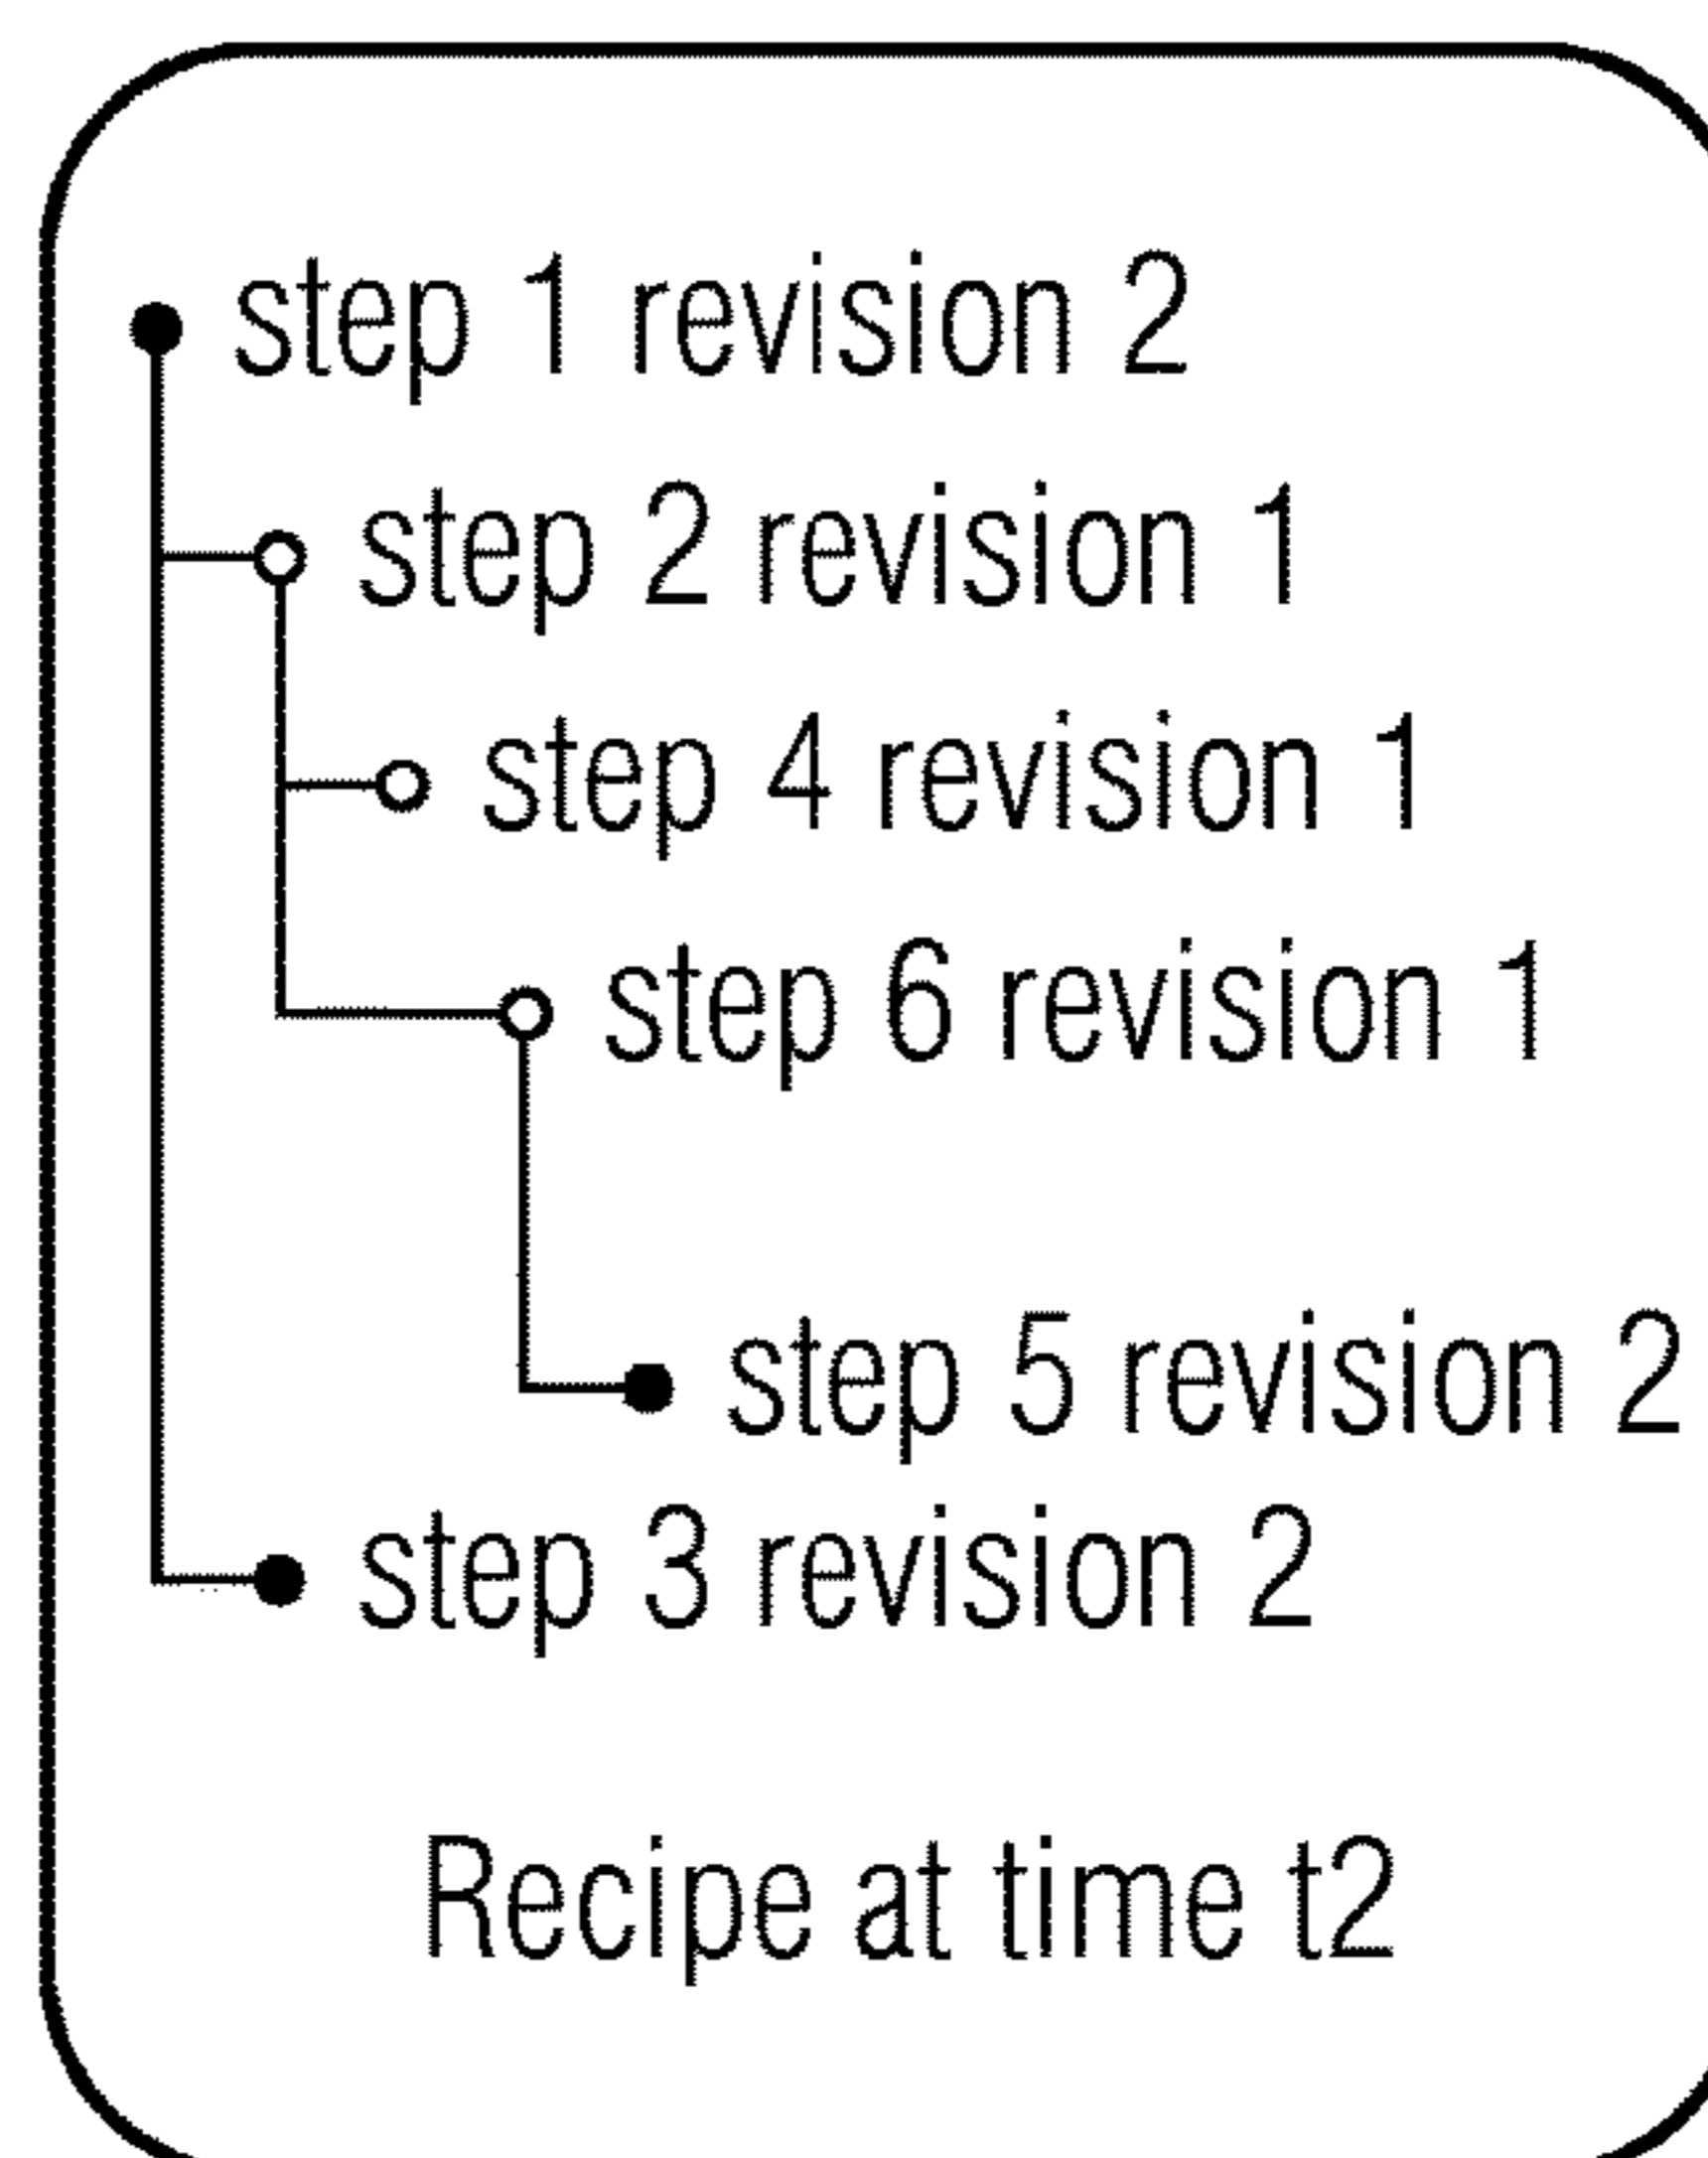 step 1 revision 2
step 2 revision 1
step 4 revision 1
step 6 revision 1
step 5 revision 2
step 3 revision 2
Recipe at time t2